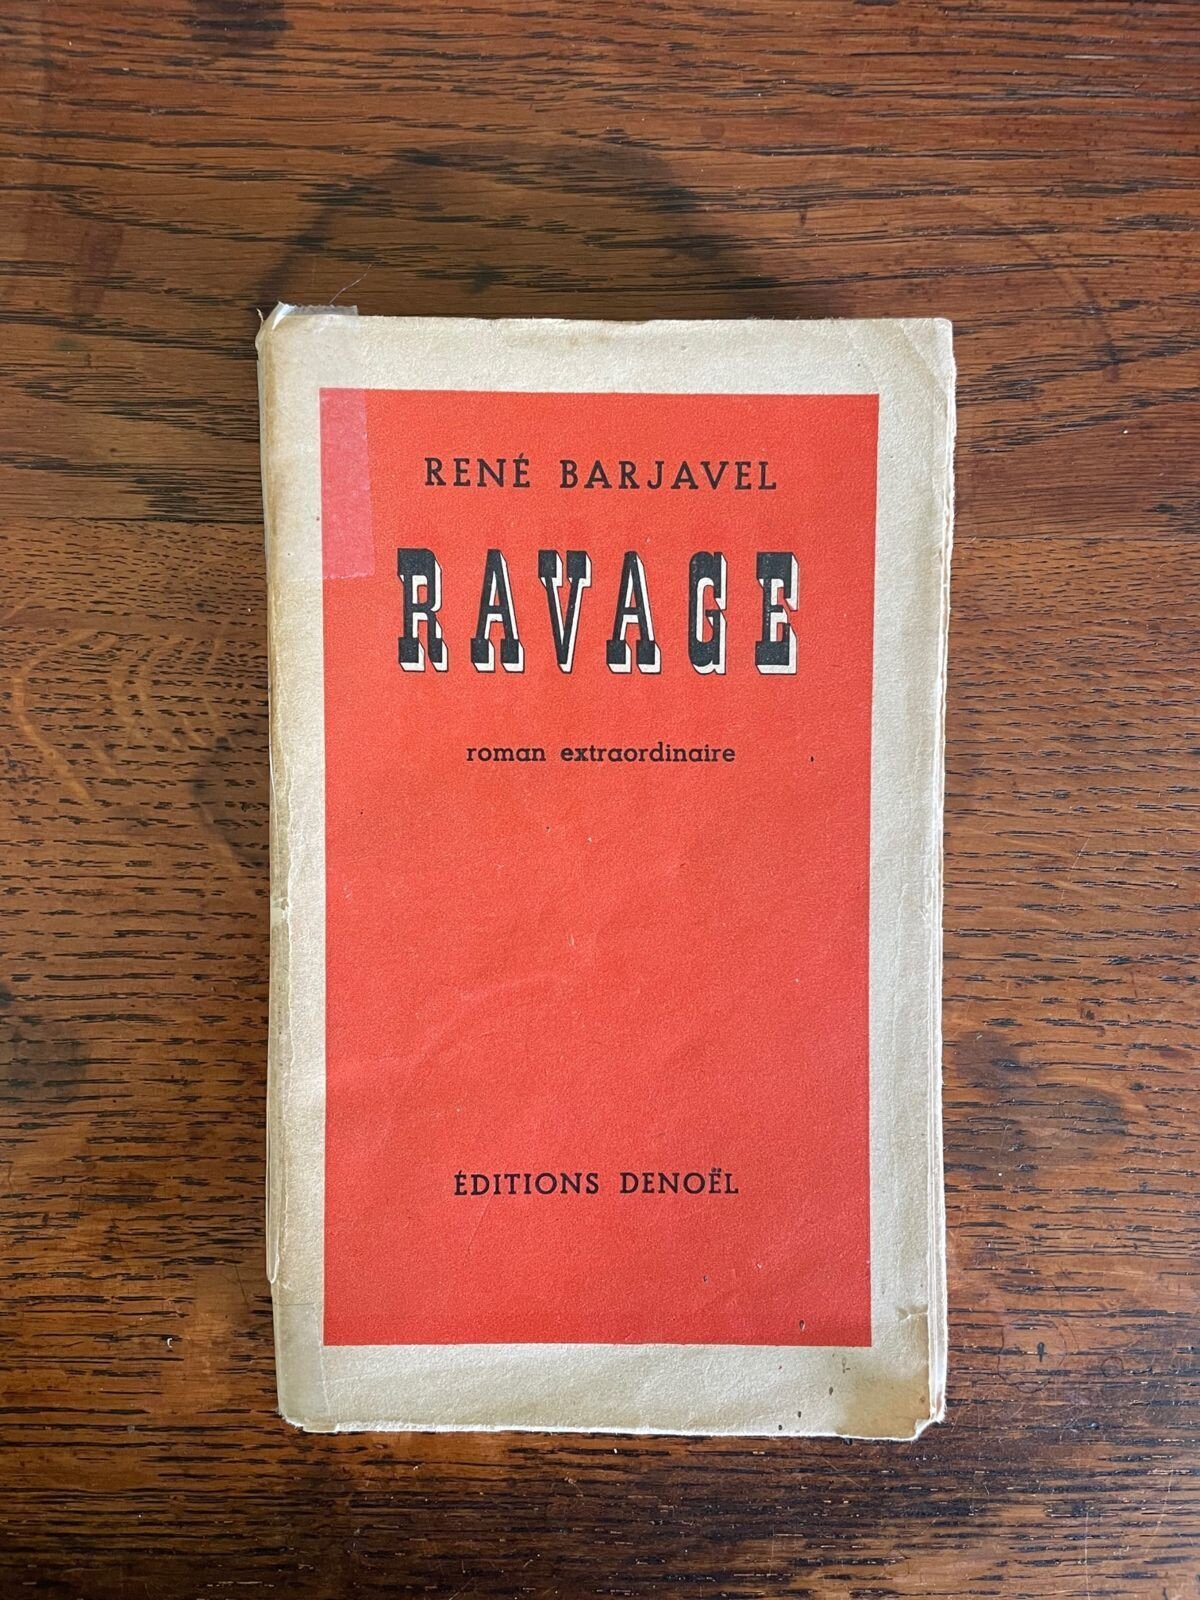 RENÉ BARJAVEL
RAVAGE
roman extraordinaire
ÉDITIONS DENOËL